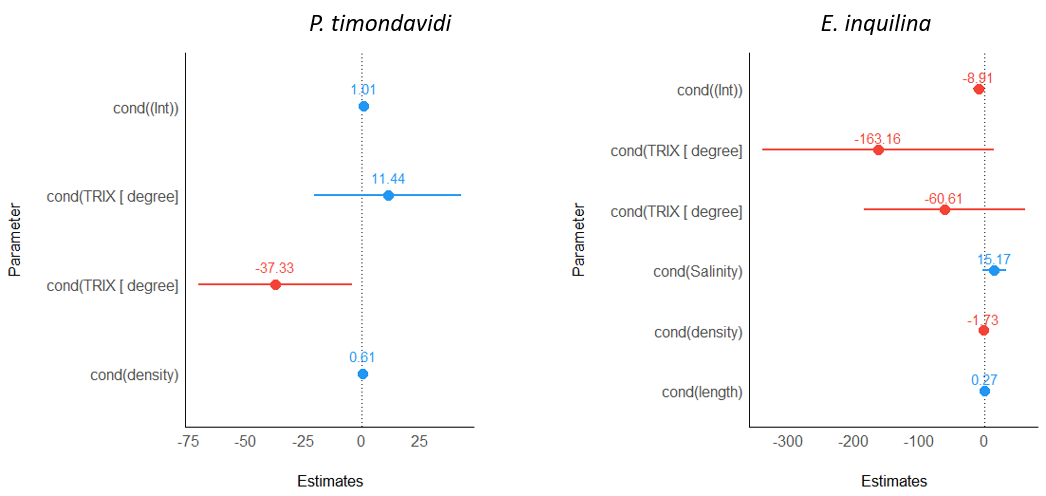 P. timondavidi
Parameter
cond((Int))
1.01
cond(TRIX [ degree]
11.44
cond(TRIX [ degree]
-37.33
cond(density)
0.61
-75 -50 -25 0 25
Estimates
E. inquilina
Parameter
cond((Int))
-8.91
cond(TRIX [ degree]
-163.16
cond(TRIX [ degree]
-60.61
cond(Salinity)
15.17
cond(density)
-1.73
cond(length)
0.27
-300 -200 -100 0
Estimates